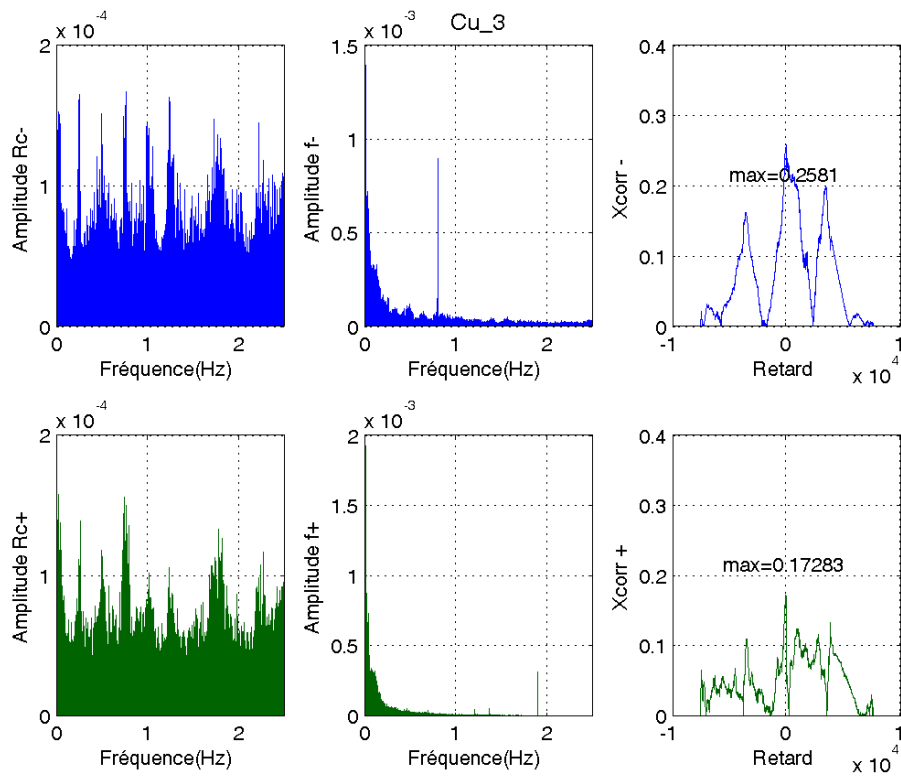 Cu_3
x 10^-4
2
1
0
0 1 2
Amplitude Rc-
Fréquence(Hz)
x 10^-3
1.5
1
0.5
0
0 1 2
Amplitude f-
Fréquence(Hz)
0.4
0.3
0.2
0.1
0
-1 0 1
Xcorr -
max=0.2581
Retard
x 10^4
x 10^-4
2
1
0
0 1 2
Amplitude Rc+
Fréquence(Hz)
x 10^-3
2
1.5
1
0.5
0
0 1 2
Amplitude f+
Fréquence(Hz)
0.4
0.3
0.2
0.1
0
-1 0 1
Xcorr +
max=0.17283
Retard
x 10^4